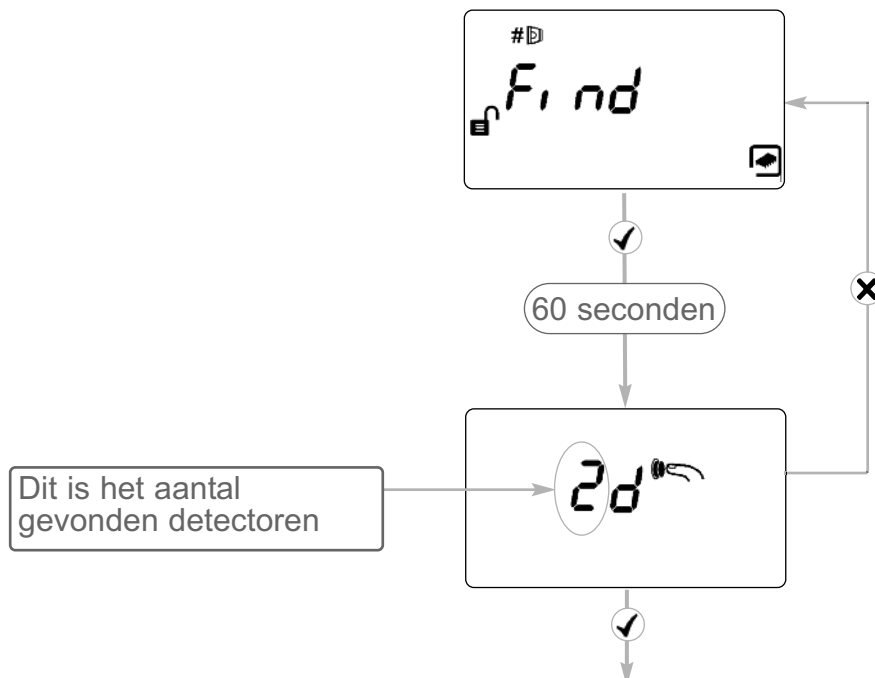 #
Find
60 seconden
2d
Dit is het aantal
gevonden detectoren